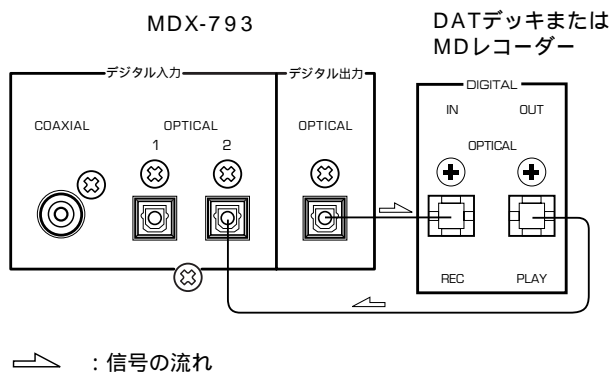 MDX-793
DATデッキまたは
MDレコーダー
デジタル入力
デジタル出力
DIGITAL
COAXIAL
OPTICAL
OPTICAL
IN
OUT
1
2
OPTICAL
REC
PLAY
:信号の流れ